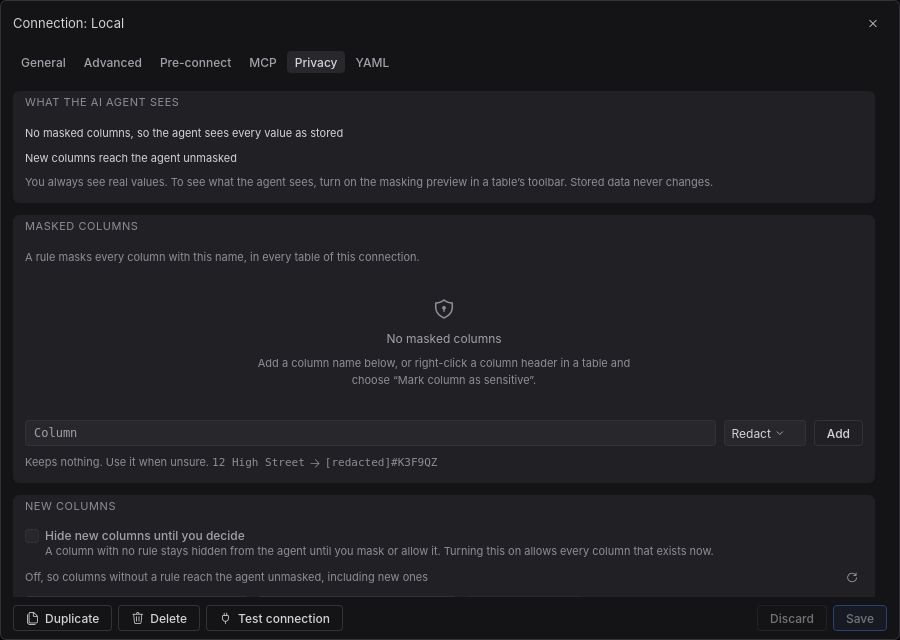 Connection: Local
General Advanced Pre-connect MCP Privacy YAML
WHAT THE AI AGENT SEES
No masked columns, so the agent sees every value as stored
New columns reach the agent unmasked
You always see real values. To see what the agent sees, turn on the masking preview in a table's toolbar. Stored data never changes.
MASKED COLUMNS
A rule masks every column with this name, in every table of this connection.
No masked columns
Add a column name below, or right-click a column header in a table and
choose “Mark column as sensitive”.
Column Redact Add
Keeps nothing. Use it when unsure. 12 High Street → [redacted]#K3F9QZ
NEW COLUMNS
Hide new columns until you decide
A column with no rule stays hidden from the agent until you mask or allow it. Turning this on allows every column that exists now.
Off, so columns without a rule reach the agent unmasked, including new ones
Duplicate Delete Test connection Discard Save